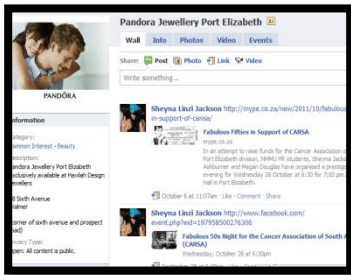 Pandora Jewellery Port Elizabeth
Wall Info Photos Video Events
Share: Post Photo Link Video
Write something...
PANDÖRA
Information
ategory:
ommon Interest - Beauty
escription:
andora Jewellery Port Elizabeth
xclusively available at Havilah Design
ewellers
8 Sixth Avenue
almer
orner of sixth avenue and prospect
oad)
rivacy Type:
pen: All content is public.
Sheyna Linzi Jackson http://mype.co.za/new/2011/10/fabulous
in-support-of-cansa/
Fabulous Fifties in Support of CANSA
mype.co.za
In an attempt to raise funds for the Cancer Association o
Port Elizabeth division, NMMU PR students, Sheyna Jacks
Ashburner and Megan Douglas have organised a prestige
evening for Wednesday 26 October at 6:30 for 7:00 pm
Hall in Port Elizabeth.
October 6 at 11:07am · Like · Comment · Share
Sheyna Linzi Jackson http://www.facebook.com/
event.php?eid=197958500276306
Fabulous 50s Night for the Cancer Association of South A
(CANSA)
Wednesday, October 26 at 6:30pm